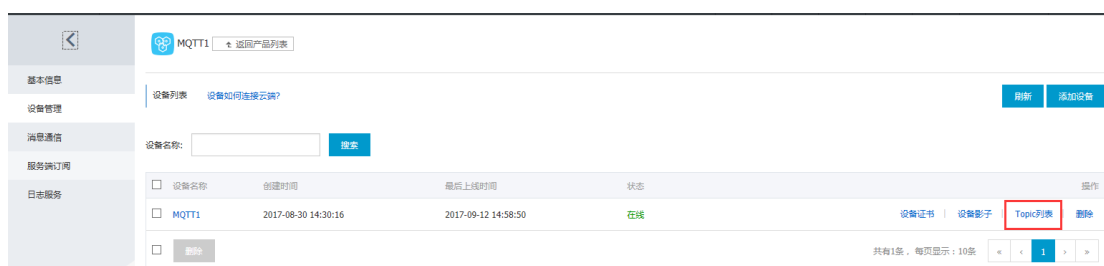 MQTT1 返回产品列表
基本信息
设备管理
消息通信
服务端订阅
日志服务
设备列表 设备如何连接云端? 刷新 添加设备
设备名称: 搜索
设备名称 创建时间 最后上线时间 状态 操作
MQTT1 2017-08-30 14:30:16 2017-09-12 14:58:50 在线 设备证书 | 设备影子 | Topic列表 删除
删除 共有1条，每页显示：10条 « ‹ 1 › »